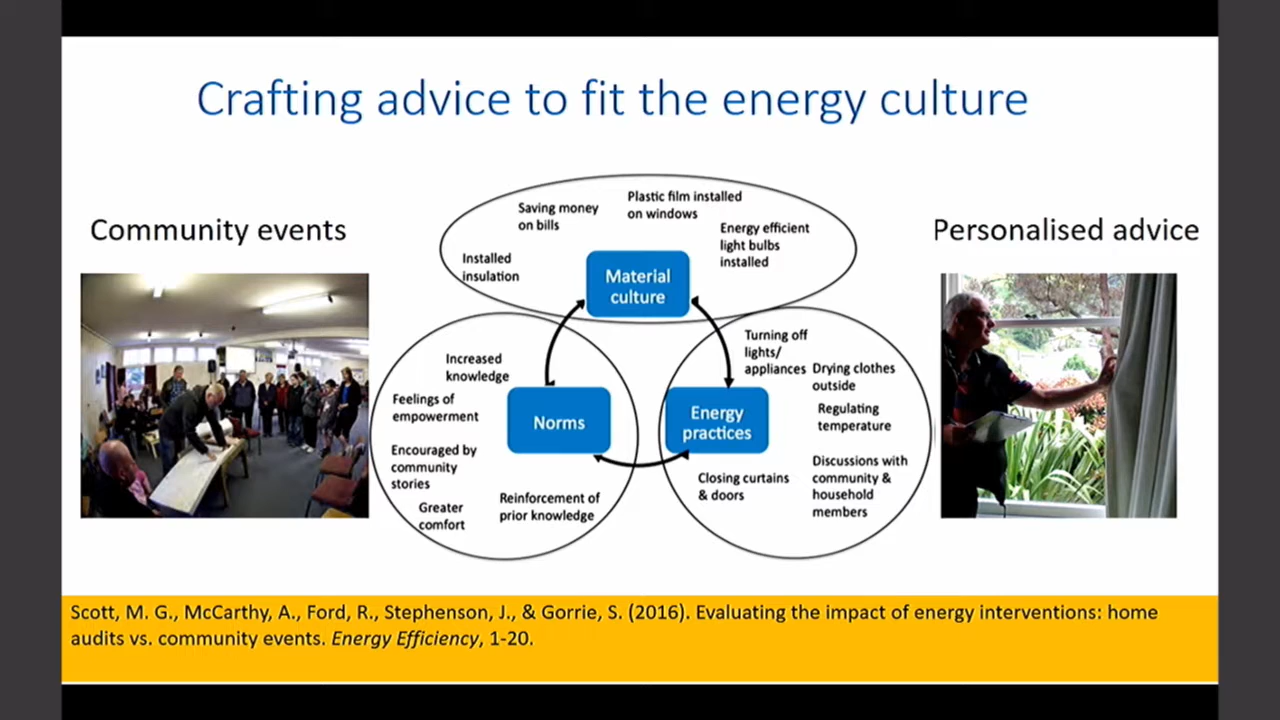 Crafting advice to fit the energy culture
Community events
Personalised advice
Saving money
on bills
Plastic film installed
on windows
Energy efficient
light bulbs
installed
Installed
insulation
Material
culture
Increased
knowledge
Feelings of
empowerment
Encouraged by
community
stories
Greater
comfort
Reinforcement of
prior knowledge
Norms
Energy
practices
Turning off
lights/
appliances
Drying clothes
outside
Regulating
temperature
Discussions with
community &
household
members
Closing curtains
& doors
Scott, M. G., McCarthy, A., Ford, R., Stephenson, J., & Gorrie, S. (2016). Evaluating the impact of energy interventions: home
audits vs. community events. Energy Efficiency, 1-20.